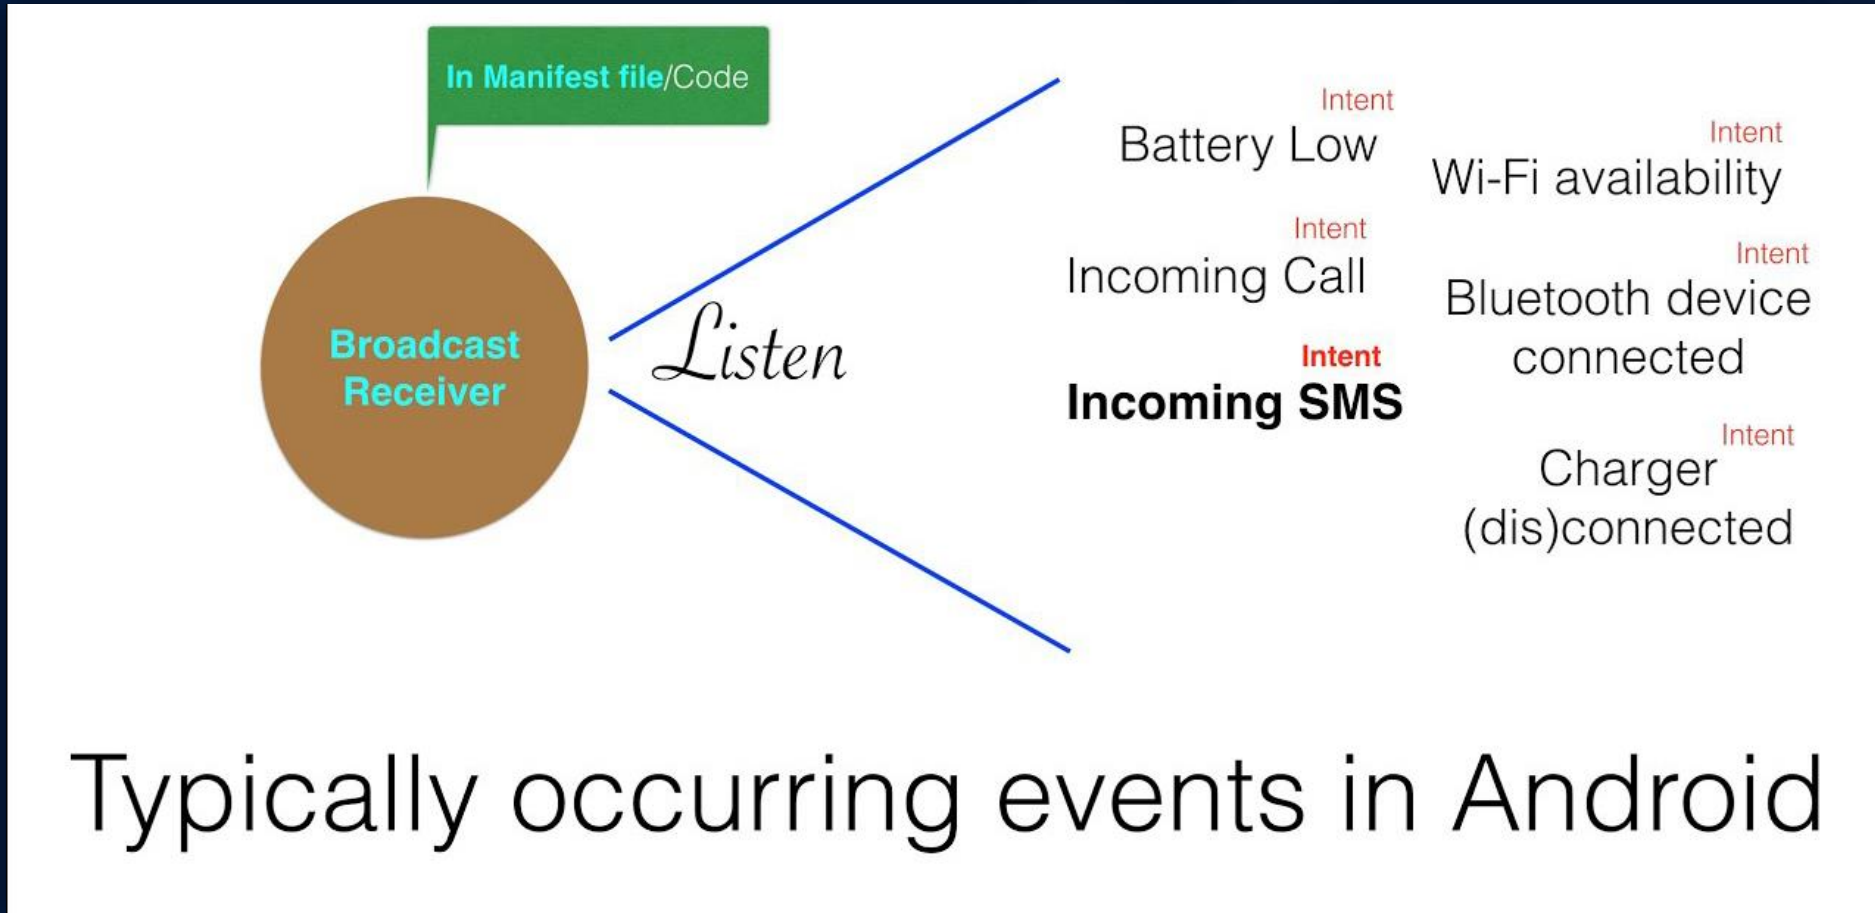 In Manifest file/Code
Broadcast
Receiver
Listen
Intent
Battery Low
Intent
Wi-Fi availability
Intent
Incoming Call
Intent
Bluetooth device
connected
Intent
Incoming SMS
Intent
Charger
(dis)connected
Typically occurring events in Android